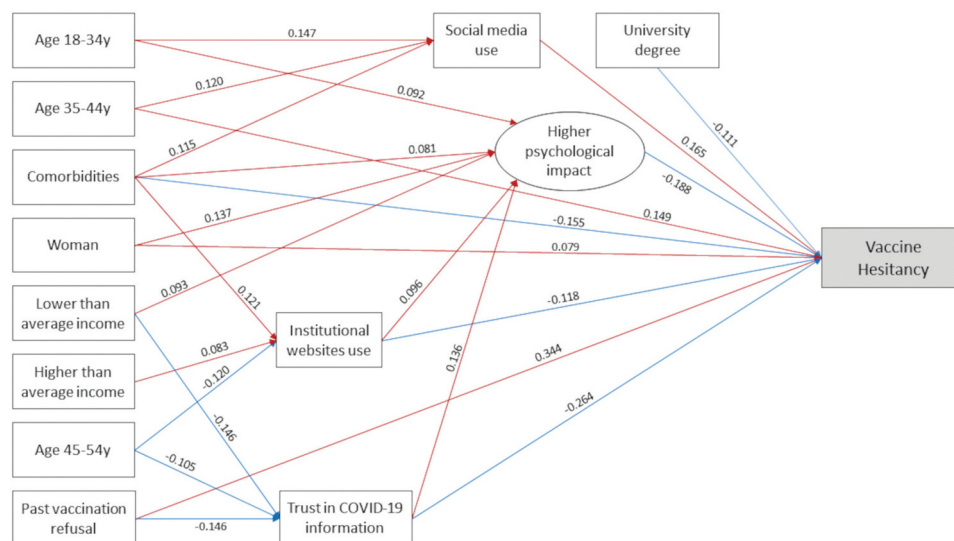 Age 18-34y
0.147
Social media
use
University
degree
0.120
0.092
Age 35-44y
0.115
0.081
Higher
psychological
impact
-0.111
0.165
-0.188
Comorbidities
0.137
-0.155
0.149
Woman
0.079
Vaccine
Hesitancy
0.093
0.121
0.096
-0.118
Lower than
average income
Institutional
websites use
0.083
0.136
0.344
Higher than
average income
-0.120
-0.146
-0.264
Age 45-54y
-0.105
Past vaccination
refusal
-0.146
Trust in COVID-19
information